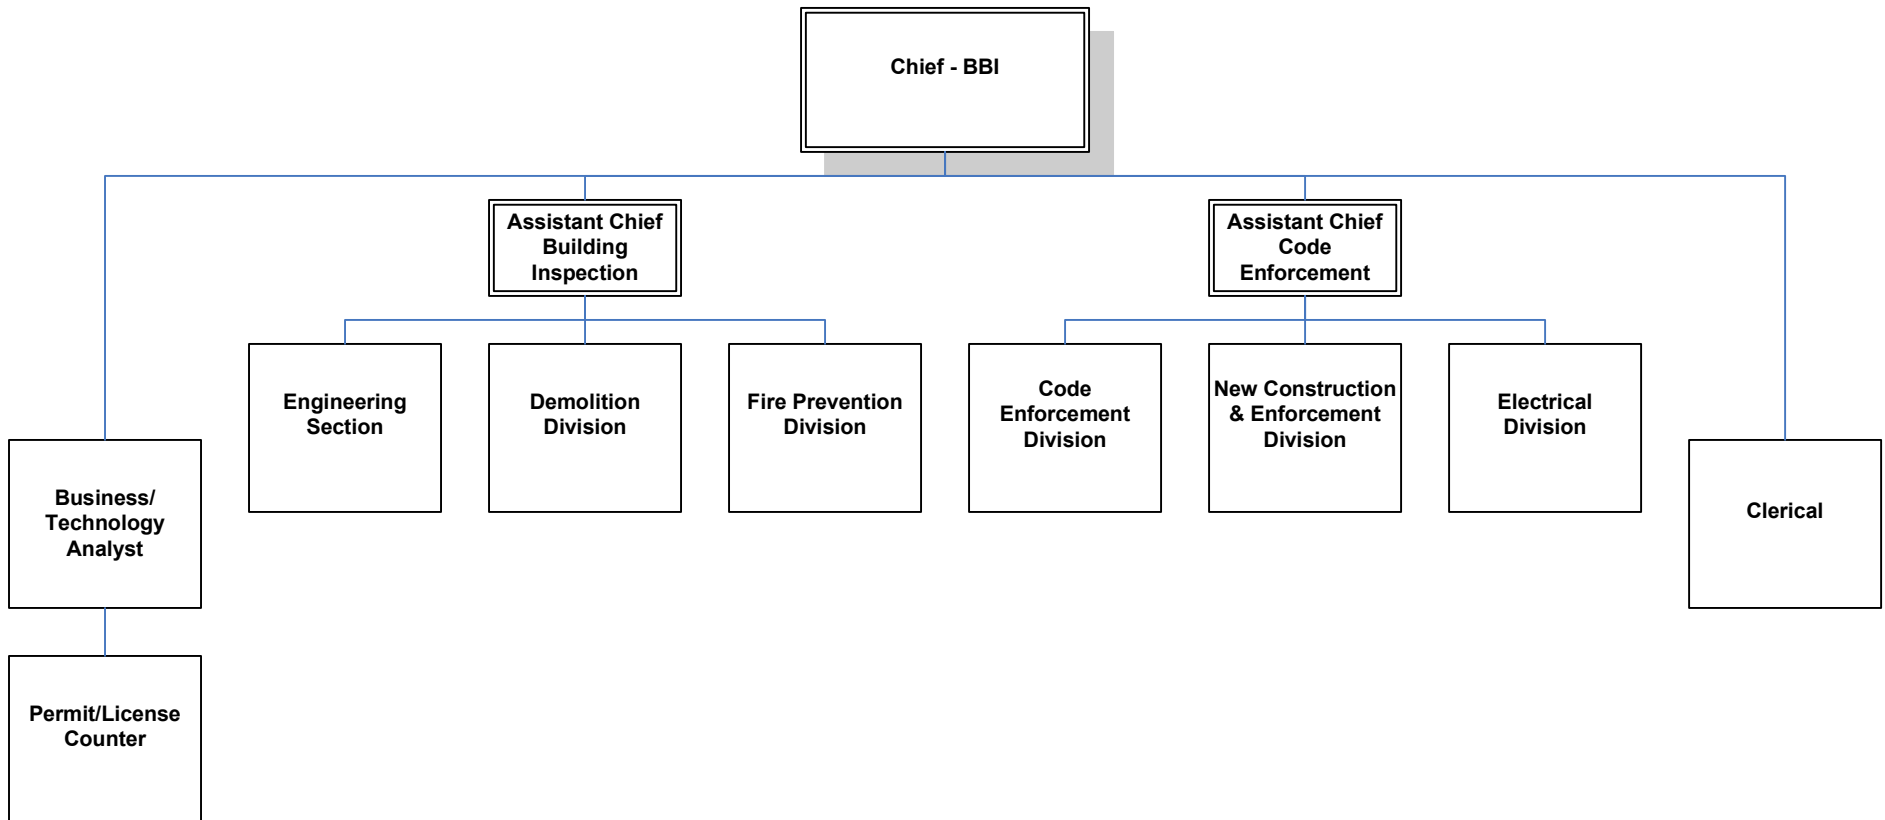 Chief - BBI
Assistant Chief
Building
Inspection
Assistant Chief
Code
Enforcement
Engineering
Section
Demolition
Division
Fire Prevention
Division
Code
Enforcement
Division
New Construction
& Enforcement
Division
Electrical
Division
Business/
Technology
Analyst
Clerical
Permit/License
Counter